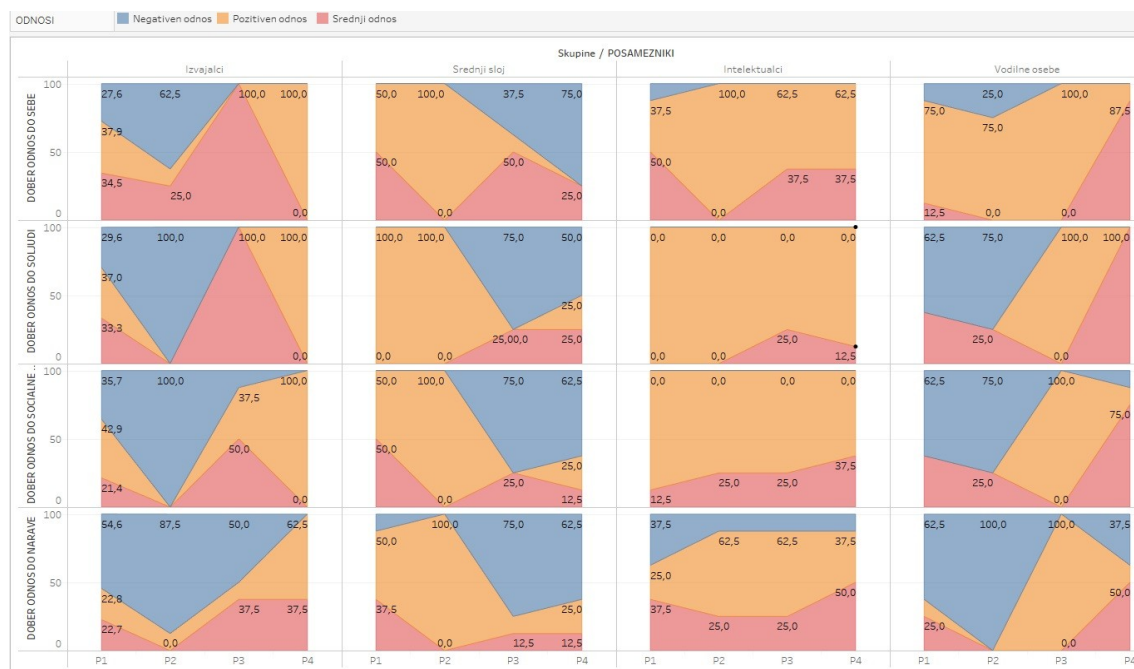 ODNOSI Negativen odnos Pozitiven odnos Srednji odnos
Skupine / POSAMEZNIKI
Izvajalci Srednji sloj Intelektualci Vodilne osebe
DOBER ODNOS DO SEBE
100
50
0
27,6 62,5 100,0 100,0
37,9
34,5 25,0 0,0
50,0 100,0 37,5 75,0
50,0 0,0 50,0 25,0
37,5 100,0 62,5 62,5
50,0 0,0 37,5 37,5
75,0 25,0 100,0 87,5
75,0
12,5 0,0 0,0
DOBER ODNOS DO SOLJUDI
100
50
0
29,6 100,0 100,0 100,0
37,0
33,3 0,0
100,0 100,0 75,0 50,0
25,0
0,0 0,0 25,00,0 25,0
0,0 0,0 0,0 0,0
0,0 0,0 25,0 12,5
62,5 75,0 100,0 100,0
25,0 0,0
DOBER ODNOS DO SOCIALNE ..
100
50
0
35,7 100,0 37,5 100,0
42,9
21,4 50,0 0,0
50,0 100,0 75,0 62,5
50,0 25,0
0,0 25,0 12,5
0,0 0,0 0,0 0,0
12,5 25,0 25,0 37,5
62,5 75,0 100,0 75,0
25,0 0,0
DOBER ODNOS DO NARAVE
100
50
0
54,6 87,5 50,0 62,5
22,8
22,7 0,0 37,5 37,5
50,0 100,0 75,0 62,5
25,0
37,5 0,0 12,5 12,5
37,5 62,5 62,5 37,5
25,0
37,5 25,0 25,0 50,0
62,5 100,0 100,0 37,5
25,0 0,0 50,0
P1 P2 P3 P4 P1 P2 P3 P4 P1 P2 P3 P4 P1 P2 P3 P4